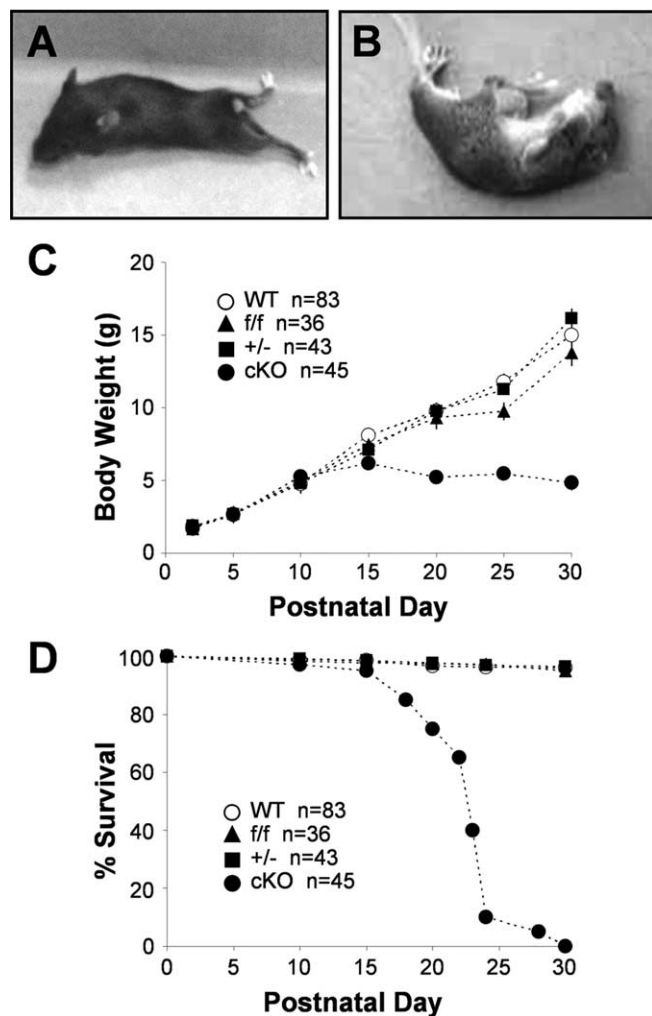 A
B
C
Body Weight (g)
20
15
10
5
0
WT n=83
f/f n=36
+/- n=43
cKO n=45
0 5 10 15 20 25 30
Postnatal Day
D
% Survival
100
80
60
40
20
0
WT n=83
f/f n=36
+/- n=43
cKO n=45
0 5 10 15 20 25 30
Postnatal Day